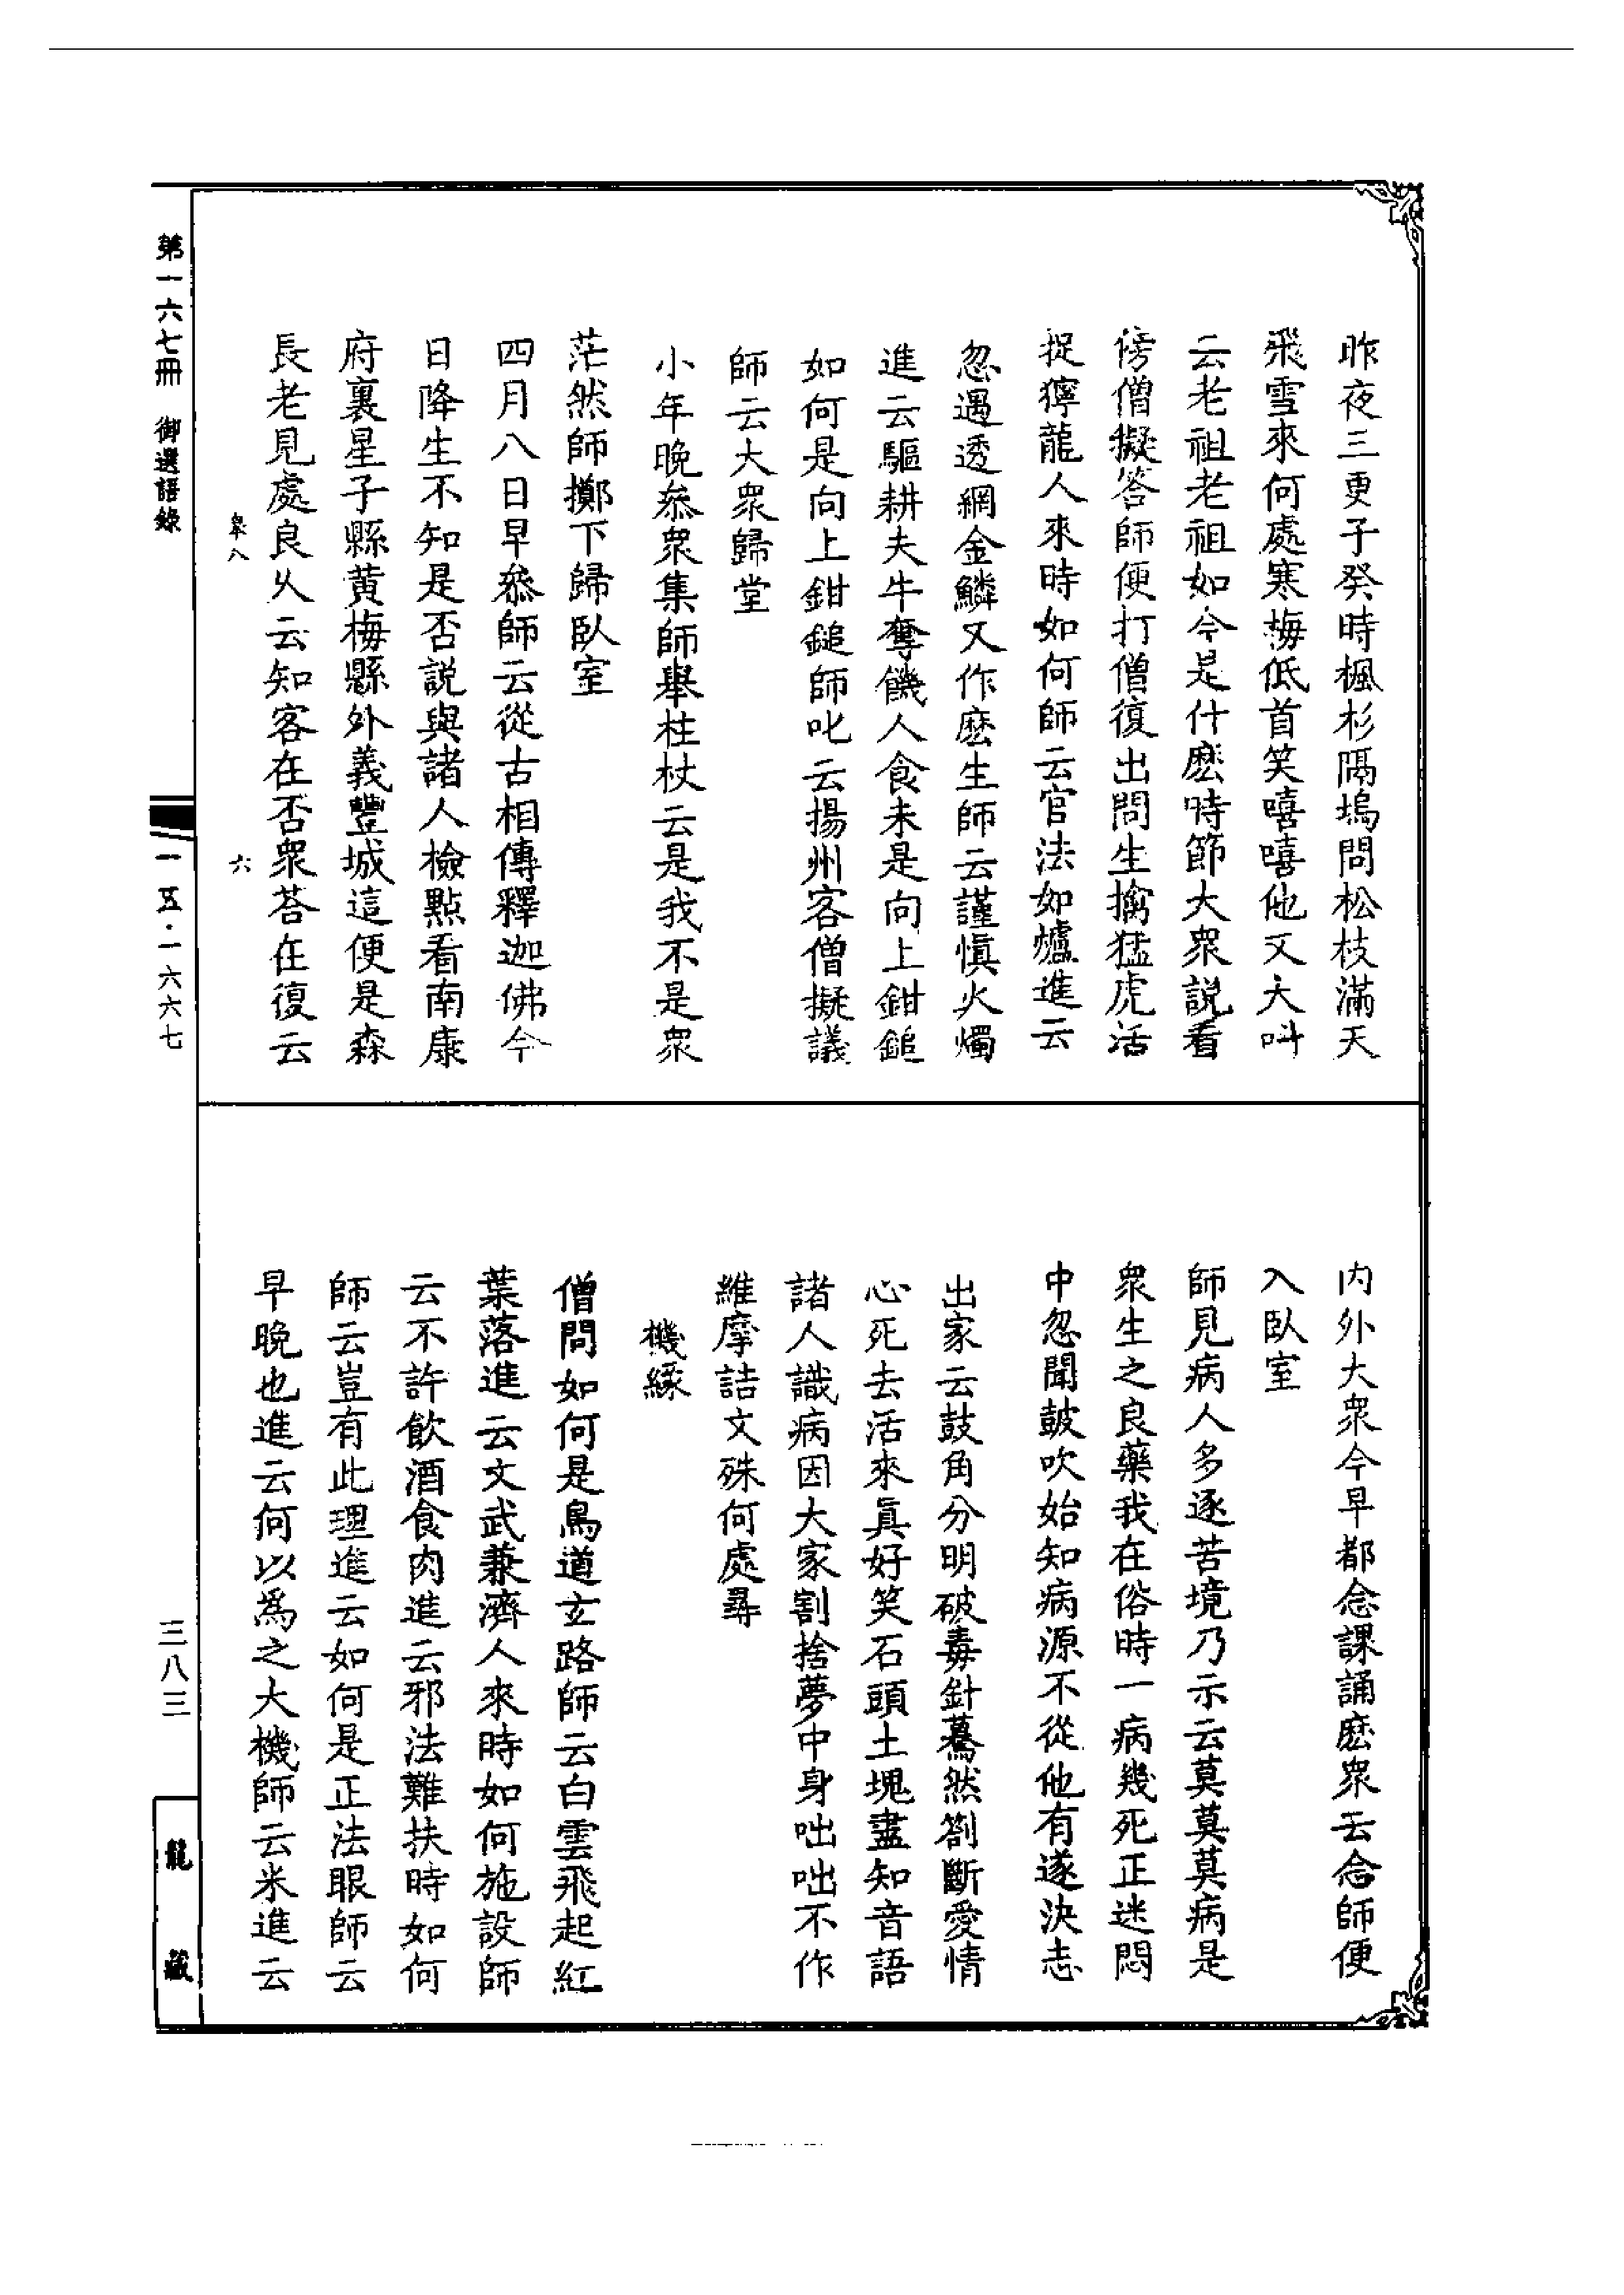 昨夜三更子癸時楓杉隔塢問松枝滿天
飛雪來何處寒梅低首笑嘻嘻他又大叫
云老祖老祖如今是什麽時節大衆説看
傍僧擬答師便打僧復出問生擒猛虎活
捉獰龍人來時如何師云官法如爐進云
忽遇透網金鱗又作麽生師云謹愼火燭
進云驅耕夫牛奪饑人食未是向上鉗鎚
如何是向上鉗鎚師叱云揚州客僧擬議
師云大衆歸堂
小年晚叅衆集師舉柱杖云是我不是衆
茫然師擲下歸臥室
四月八日早叅師云從古相傳釋迦佛今
日降生不知是否説與諸人檢點看南康
府裏星子縣黃梅縣外義豐城這便是森
長老見處良久云知客在否衆荅在復云
内外大衆今早都念課誦麽衆云念師便
入臥室
師見病人多逐苦境乃示云莫莫莫病是
衆生之良藥我在俗時一病幾死正迷悶
中忽聞鼓吹始知病源不從他有遂決志
出家云鼓角分明破毒針驀然劄斷愛情
心死去活來眞好笑石頭土塊盡知音語
諸人識病因大家割捨夢中身咄咄不作
維摩詰文殊何處尋
機緣
僧問如何是鳥道玄路師云白雲飛起紅
葉落進云文武兼濟人來時如何施設師
云不許飲酒食肉進云邪法難扶時如何
師云豈有此理進云如何是正法眼師云
早晚也進云何以爲之大機師云米進云
第一六七冊 御選語錄
皋八 六
一五·一六六七
三八三
龍藏